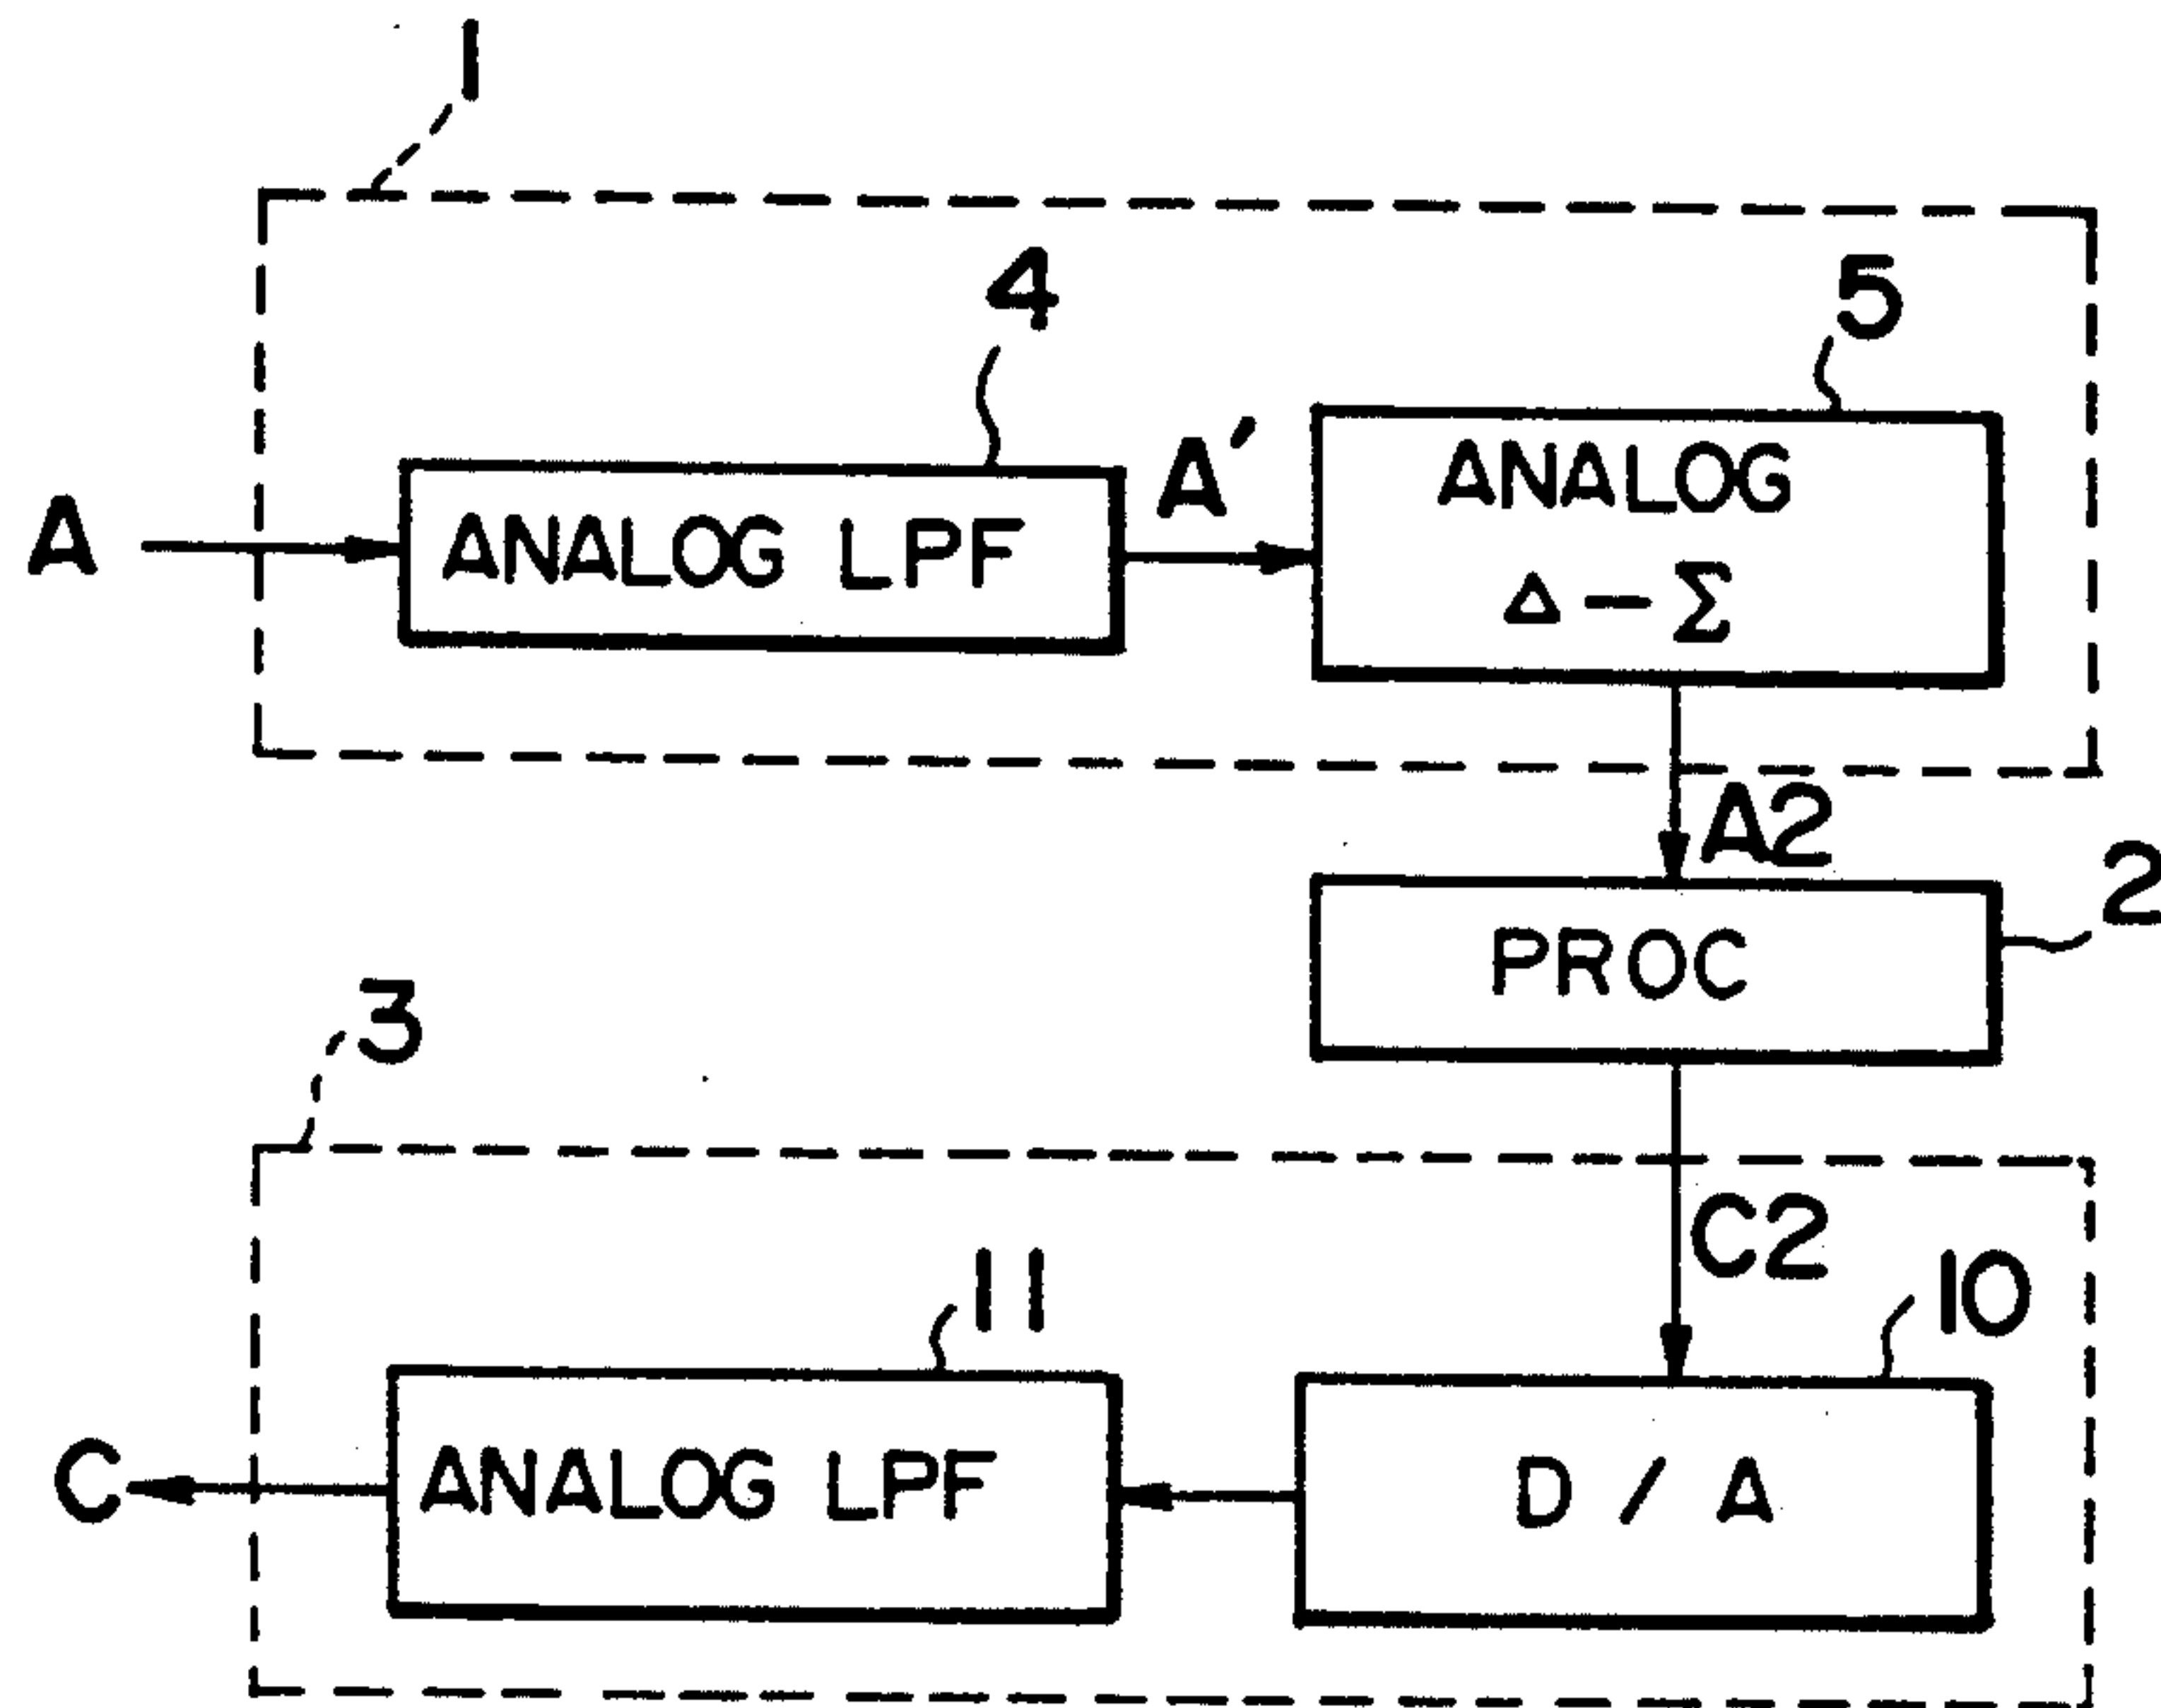 1
4
5
A
ANALOG LPF
A′
ANALOG
Δ – Σ
A2
2
PROC
3
C2
11
10
C
ANALOG LPF
D / A